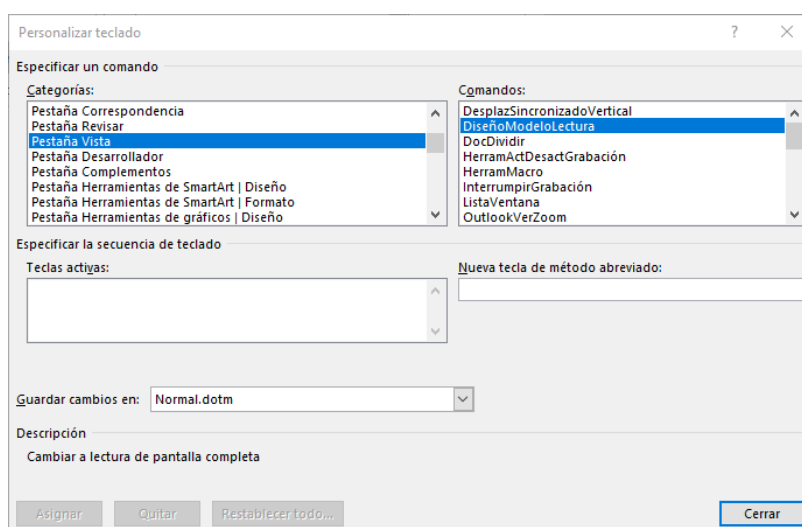 Personalizar teclado
Especificar un comando
Categorías:
Pestaña Correspondencia
Pestaña Revisar
Pestaña Vista
Pestaña Desarrollador
Pestaña Complementos
Pestaña Herramientas de SmartArt | Diseño
Pestaña Herramientas de SmartArt | Formato
Pestaña Herramientas de gráficos | Diseño
Comandos:
DesplazSincronizadoVertical
DiseñoModeloLectura
DocDividir
HerramActDesactGrabación
HerramMacro
InterrumpirGrabación
ListaVentana
OutlookVerZoom
Especificar la secuencia de teclado
Teclas activas:
Nueva tecla de método abreviado:
Guardar cambios en: Normal.dotm
Descripción
Cambiar a lectura de pantalla completa
Asignar Quitar Restablecer todo... Cerrar